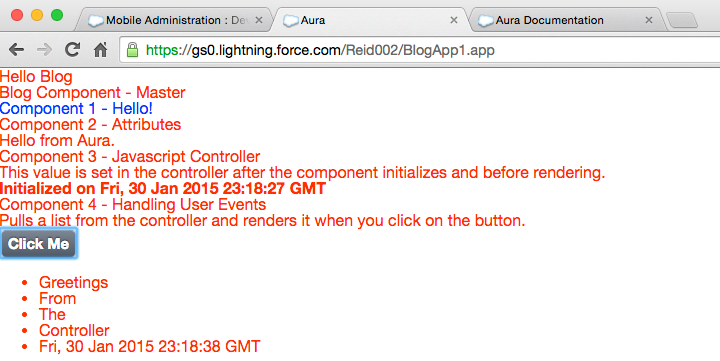 Mobile Administration : De
Aura
Aura Documentation
https://gs0.lightning.force.com/Reid002/BlogApp1.app
Hello Blog
Blog Component - Master
Component 1 - Hello!
Component 2 - Attributes
Hello from Aura.
Component 3 - Javascript Controller
This value is set in the controller after the component initializes and before rendering.
Initialized on Fri, 30 Jan 2015 23:18:27 GMT
Component 4 - Handling User Events
Pulls a list from the controller and renders it when you click on the button.
Click Me
• Greetings
• From
• The
• Controller
• Fri, 30 Jan 2015 23:18:38 GMT